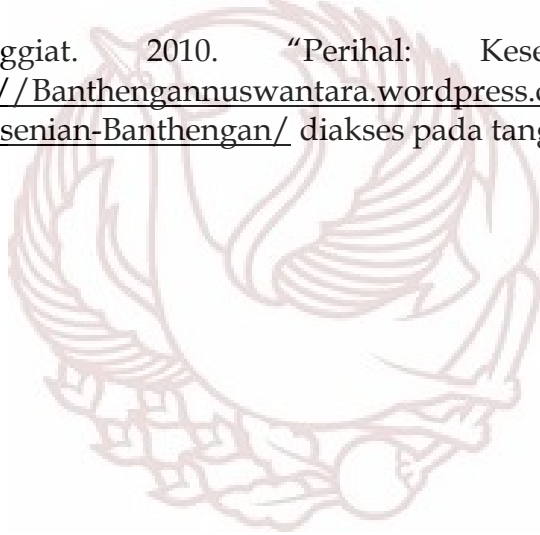 ggiat. 2010. “Perihal: Kese
//Banthengannuswantara.wordpress.c
senian-Banthengan/ diakses pada tang